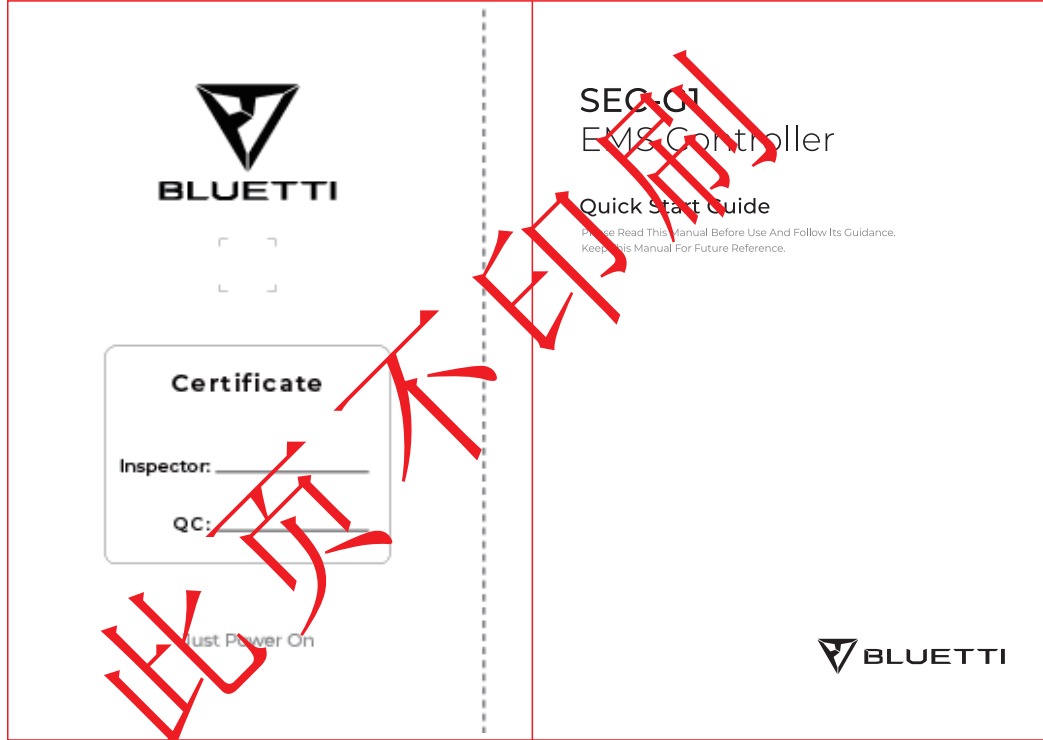 BLUETTI
Certificate
Inspector:
QC:
Just Power On
SEC-G1
EMS Controller
Quick Start Guide
Please Read This Manual Before Use And Follow Its Guidance.
Keep This Manual For Future Reference.
BLUETTI
此页不印刷